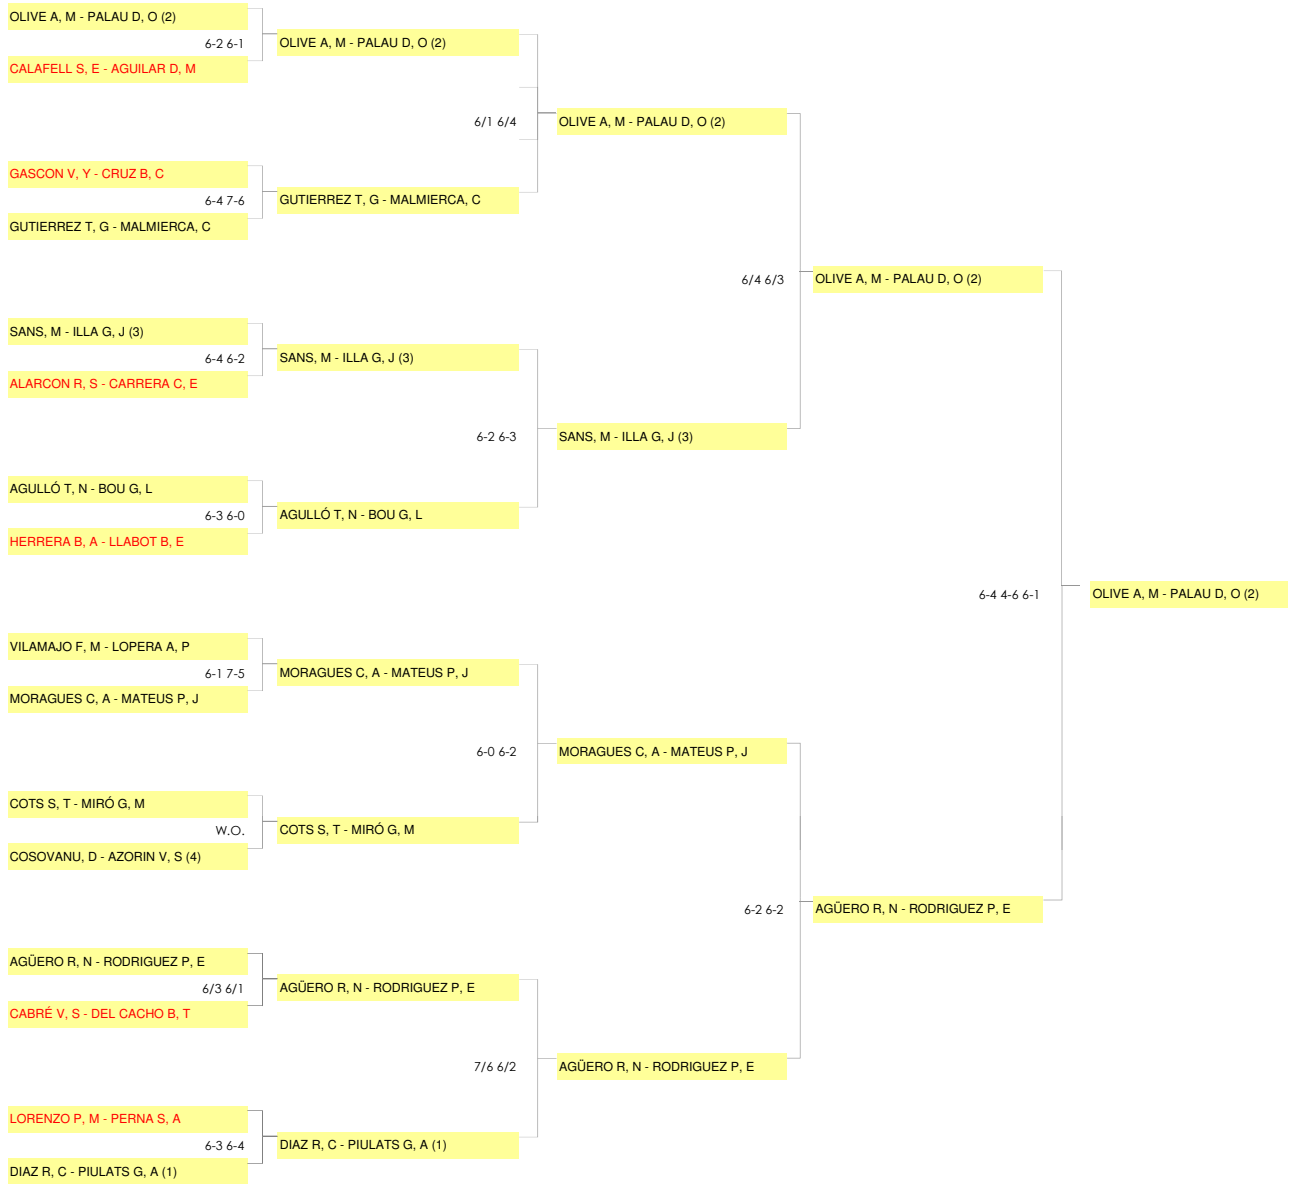 OLIVE A, M - PALAU D, O (2)
6-2 6-1
OLIVE A, M - PALAU D, O (2)
CALAFELL S, E - AGUILAR D, M
6/1 6/4
OLIVE A, M - PALAU D, O (2)
GASCON V, Y - CRUZ B, C
6-4 7-6
GUTIERREZ T, G - MALMIERCA, C
GUTIERREZ T, G - MALMIERCA, C
6/4 6/3
OLIVE A, M - PALAU D, O (2)
SANS, M - ILLA G, J (3)
6-4 6-2
SANS, M - ILLA G, J (3)
ALARCON R, S - CARRERA C, E
6-2 6-3
SANS, M - ILLA G, J (3)
AGULLÓ T, N - BOU G, L
6-3 6-0
AGULLÓ T, N - BOU G, L
HERRERA B, A - LLABOT B, E
6-4 4-6 6-1
OLIVE A, M - PALAU D, O (2)
VILAMAJO F, M - LOPERA A, P
6-1 7-5
MORAGUES C, A - MATEUS P, J
MORAGUES C, A - MATEUS P, J
6-0 6-2
MORAGUES C, A - MATEUS P, J
COTS S, T - MIRÓ G, M
W.O.
COTS S, T - MIRÓ G, M
COSOVANU, D - AZORIN V, S (4)
6-2 6-2
AGÜERO R, N - RODRIGUEZ P, E
AGÜERO R, N - RODRIGUEZ P, E
6/3 6/1
AGÜERO R, N - RODRIGUEZ P, E
CABRÉ V, S - DEL CACHO B, T
7/6 6/2
AGÜERO R, N - RODRIGUEZ P, E
LORENZO P, M - PERNA S, A
6-3 6-4
DIAZ R, C - PIULATS G, A (1)
DIAZ R, C - PIULATS G, A (1)